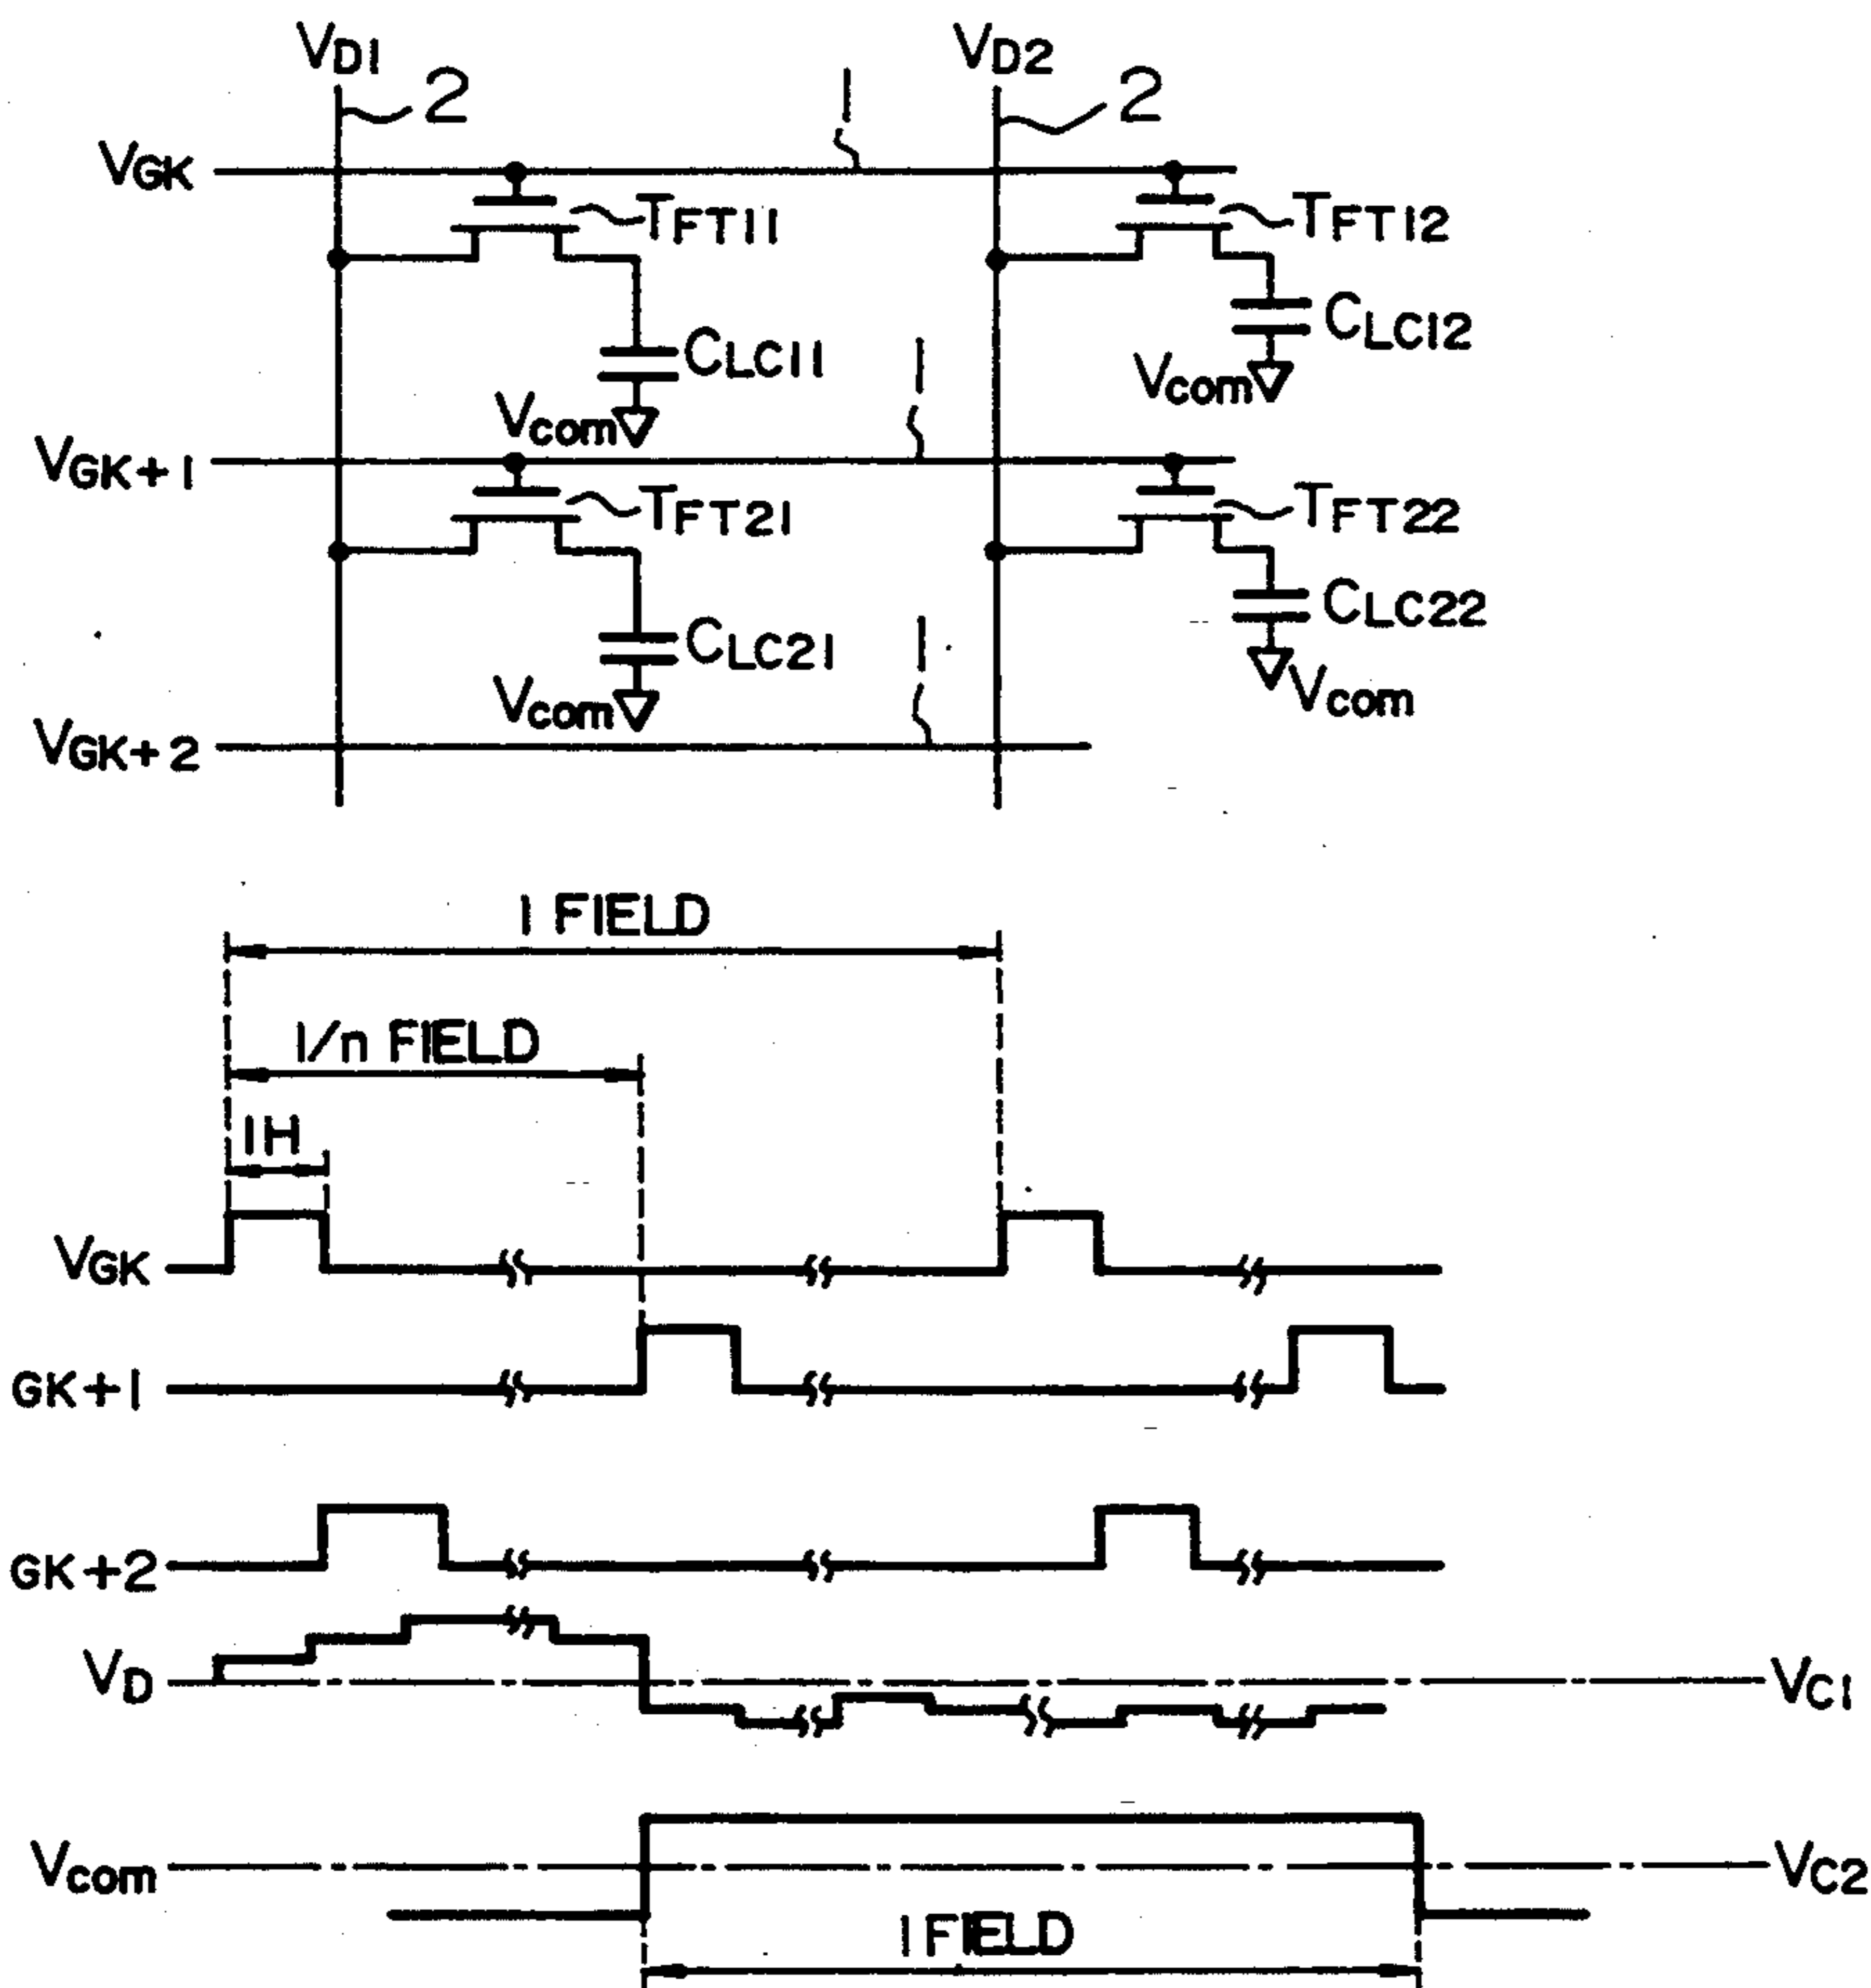 VD1 2 VD2 2
1
VGK
TFT11 TFT12
CLC11 CLC12
Vcom Vcom
1
VGK+1
TFT21 TFT22
CLC21 CLC22
Vcom Vcom
1
VGK+2
1 FIELD
1/n FIELD
1H
VGK
GK+1
GK+2
VD VC1
Vcom VC2
1 FIELD